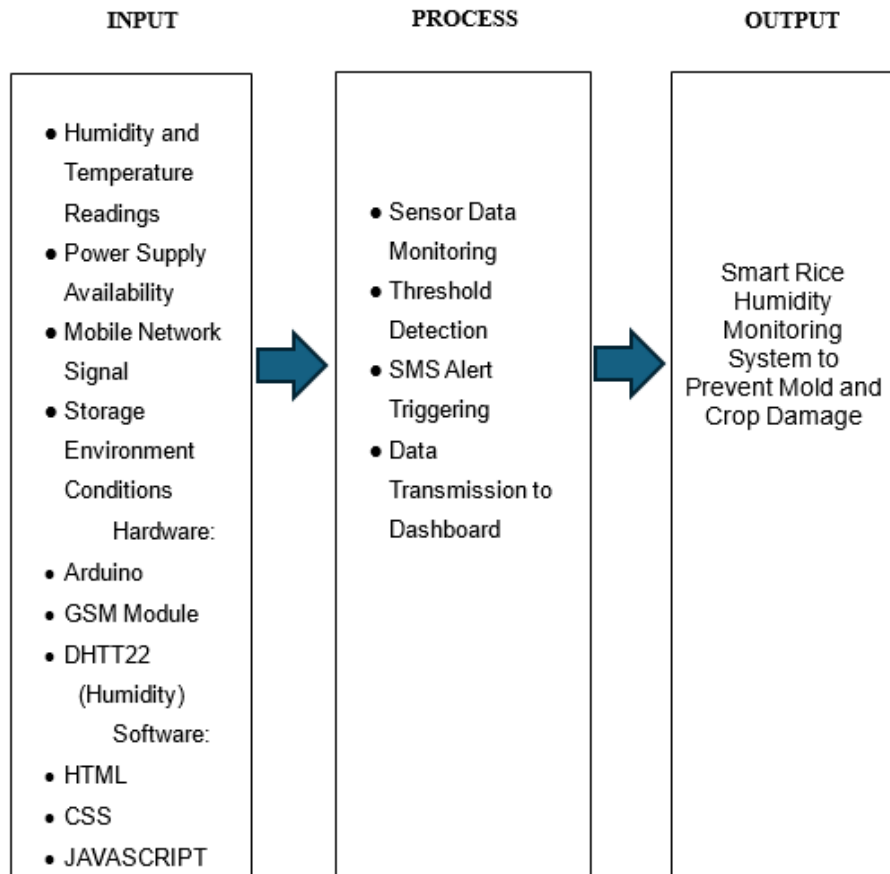 INPUT
PROCESS
OUTPUT
● Humidity and
Temperature
Readings
● Power Supply
Availability
● Mobile Network
Signal
● Storage
Environment
Conditions
Hardware:
● Arduino
● GSM Module
● DHTT22
(Humidity)
Software:
● HTML
● CSS
● JAVASCRIPT
● Sensor Data
Monitoring
● Threshold
Detection
● SMS Alert
Triggering
● Data
Transmission to
Dashboard
Smart Rice
Humidity
Monitoring
System to
Prevent Mold and
Crop Damage